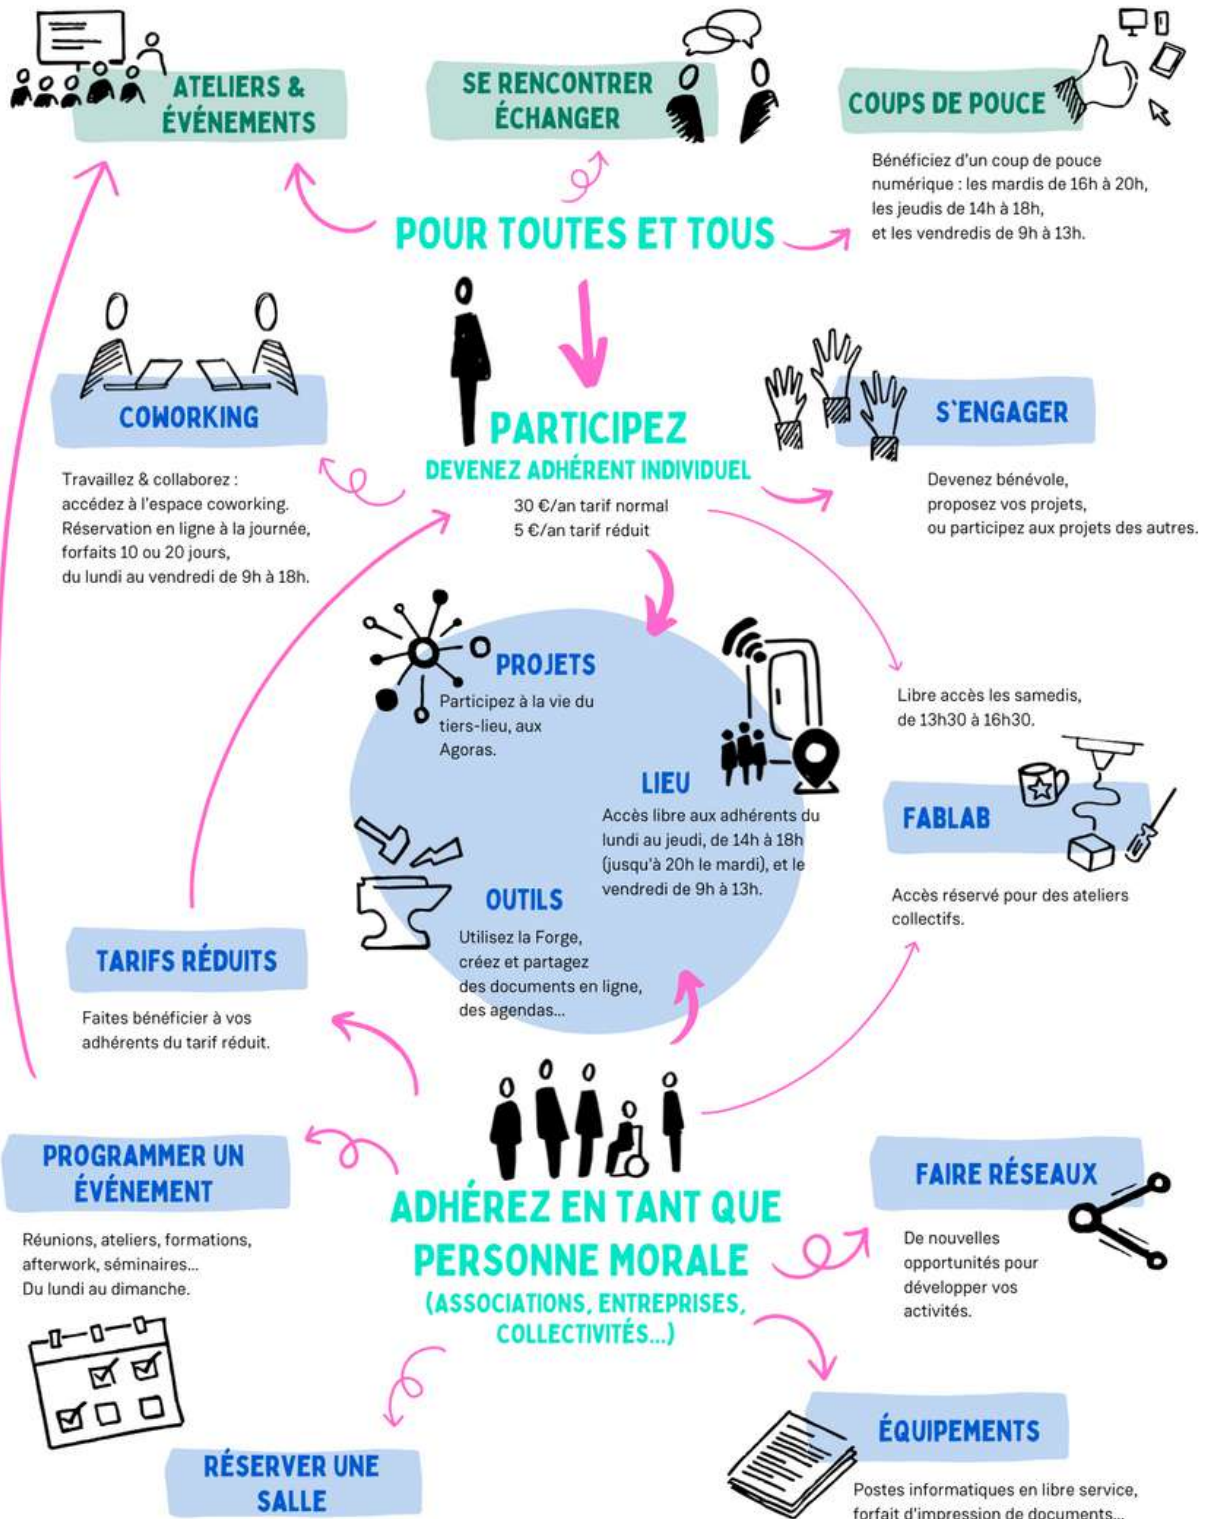 ATELIERS &
ÉVÉNEMENTS
SE RENCONTRER
ÉCHANGER
COUPS DE POUCE
Bénéficiez d'un coup de pouce
numérique : les mardis de 16h à 20h,
les jeudis de 14h à 18h,
et les vendredis de 9h à 13h.
POUR TOUTES ET TOUS
COWORKING
Travaillez & collaborez :
accédez à l'espace coworking.
Réservation en ligne à la journée,
forfaits 10 ou 20 jours,
du lundi au vendredi de 9h à 18h.
PARTICIPEZ
DEVENEZ ADHÉRENT INDIVIDUEL
30 €/an tarif normal
5 €/an tarif réduit
S'ENGAGER
Devenez bénévole,
proposez vos projets,
ou participez aux projets des autres.
PROJETS
Participez à la vie du
tiers-lieu, aux
Agoras.
LIEU
Accès libre aux adhérents du
lundi au jeudi, de 14h à 18h
(jusqu'à 20h le mardi), et le
vendredi de 9h à 13h.
OUTILS
Utilisez la Forge,
créez et partagez
des documents en ligne,
des agendas...
Libre accès les samedis,
de 13h30 à 16h30.
FABLAB
Accès réservé pour des ateliers
collectifs.
TARIFS RÉDUITS
Faites bénéficier à vos
adhérents du tarif réduit.
PROGRAMMER UN
ÉVÉNEMENT
Réunions, ateliers, formations,
afterwork, séminaires...
Du lundi au dimanche.
ADHÉREZ EN TANT QUE
PERSONNE MORALE
(ASSOCIATIONS, ENTREPRISES,
COLLECTIVITÉS...)
FAIRE RÉSEAUX
De nouvelles
opportunités pour
développer vos
activités.
RÉSERVER UNE
SALLE
ÉQUIPEMENTS
Postes informatiques en libre service,
forfait d'impression de documents...